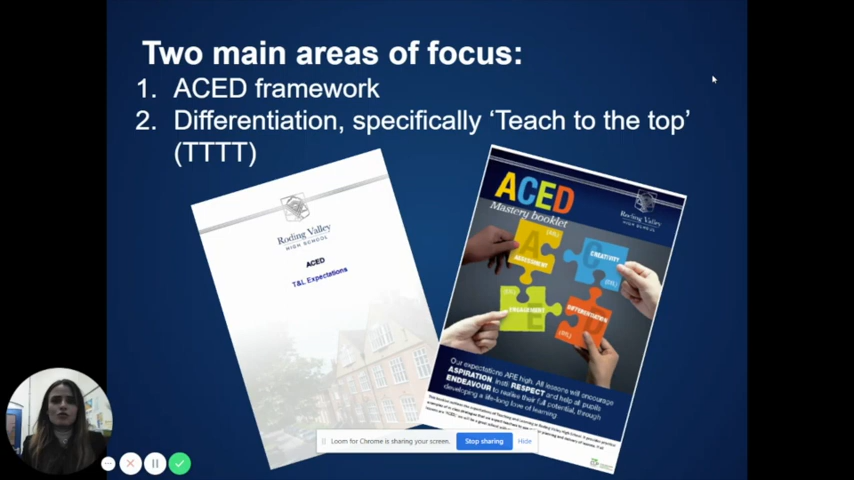 Two main areas of focus:
1. ACED framework
2. Differentiation, specifically ‘Teach to the top’
(TTTT)
Roding Valley
HIGH SCHOOL
ACED
T&L Expectations
ACED
Mastery booklet
Roding Valley
HIGH SCHOOL
ASSESSMENT
CREATIVITY
ENGAGEMENT
DIFFERENTIATION
Our expectations ARE high. All lessons will encourage
ASPIRATION, instil RESPECT and help all pupils
ENDEAVOUR to realise their full potential, through
developing a life-long love of learning
Loom for Chrome is sharing your screen.
Stop sharing
Hide